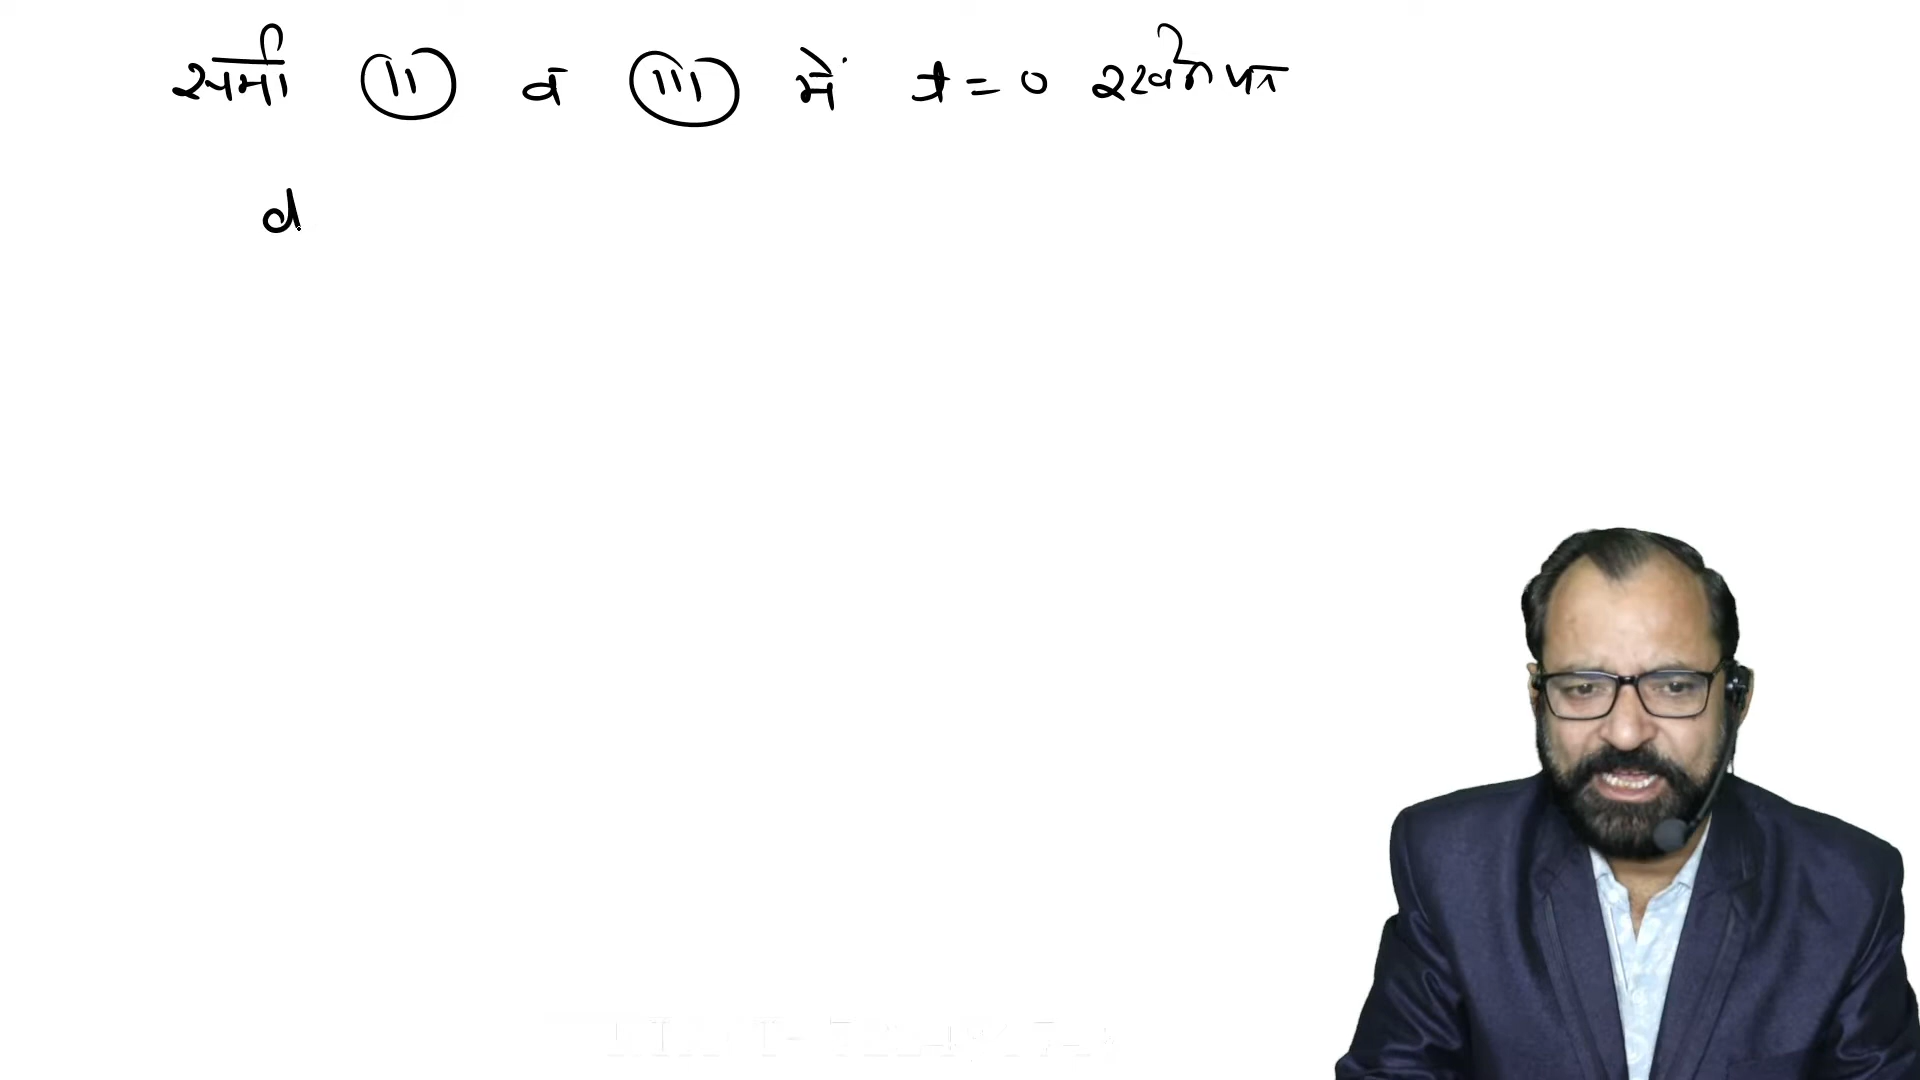 समी (ii) व (iii) में t = 0 रखने पर
d